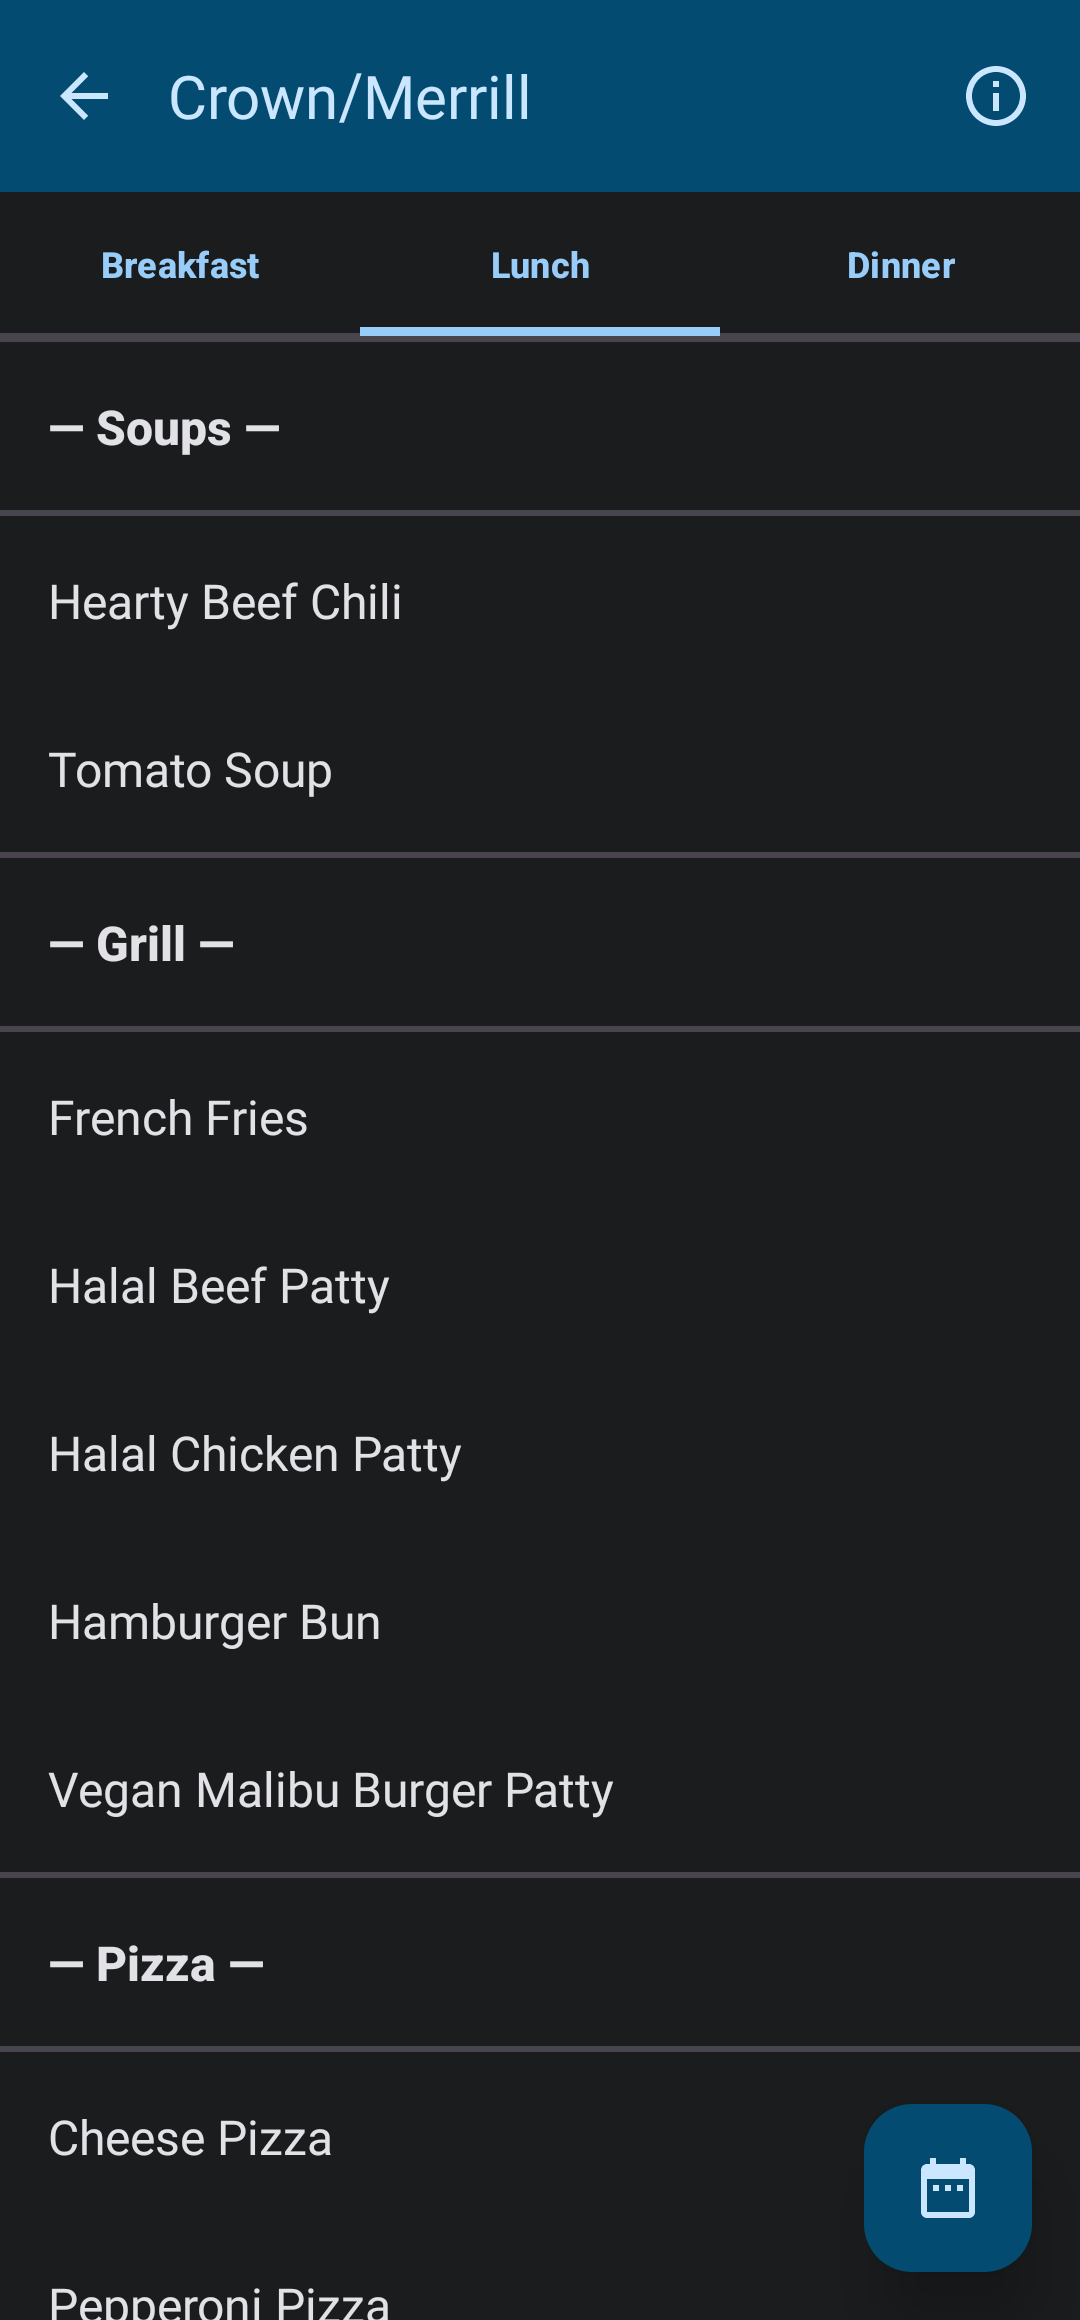 Crown/Merrill
Breakfast Lunch Dinner
— Soups —
Hearty Beef Chili
Tomato Soup
— Grill —
French Fries
Halal Beef Patty
Halal Chicken Patty
Hamburger Bun
Vegan Malibu Burger Patty
— Pizza —
Cheese Pizza
Pepperoni Pizza